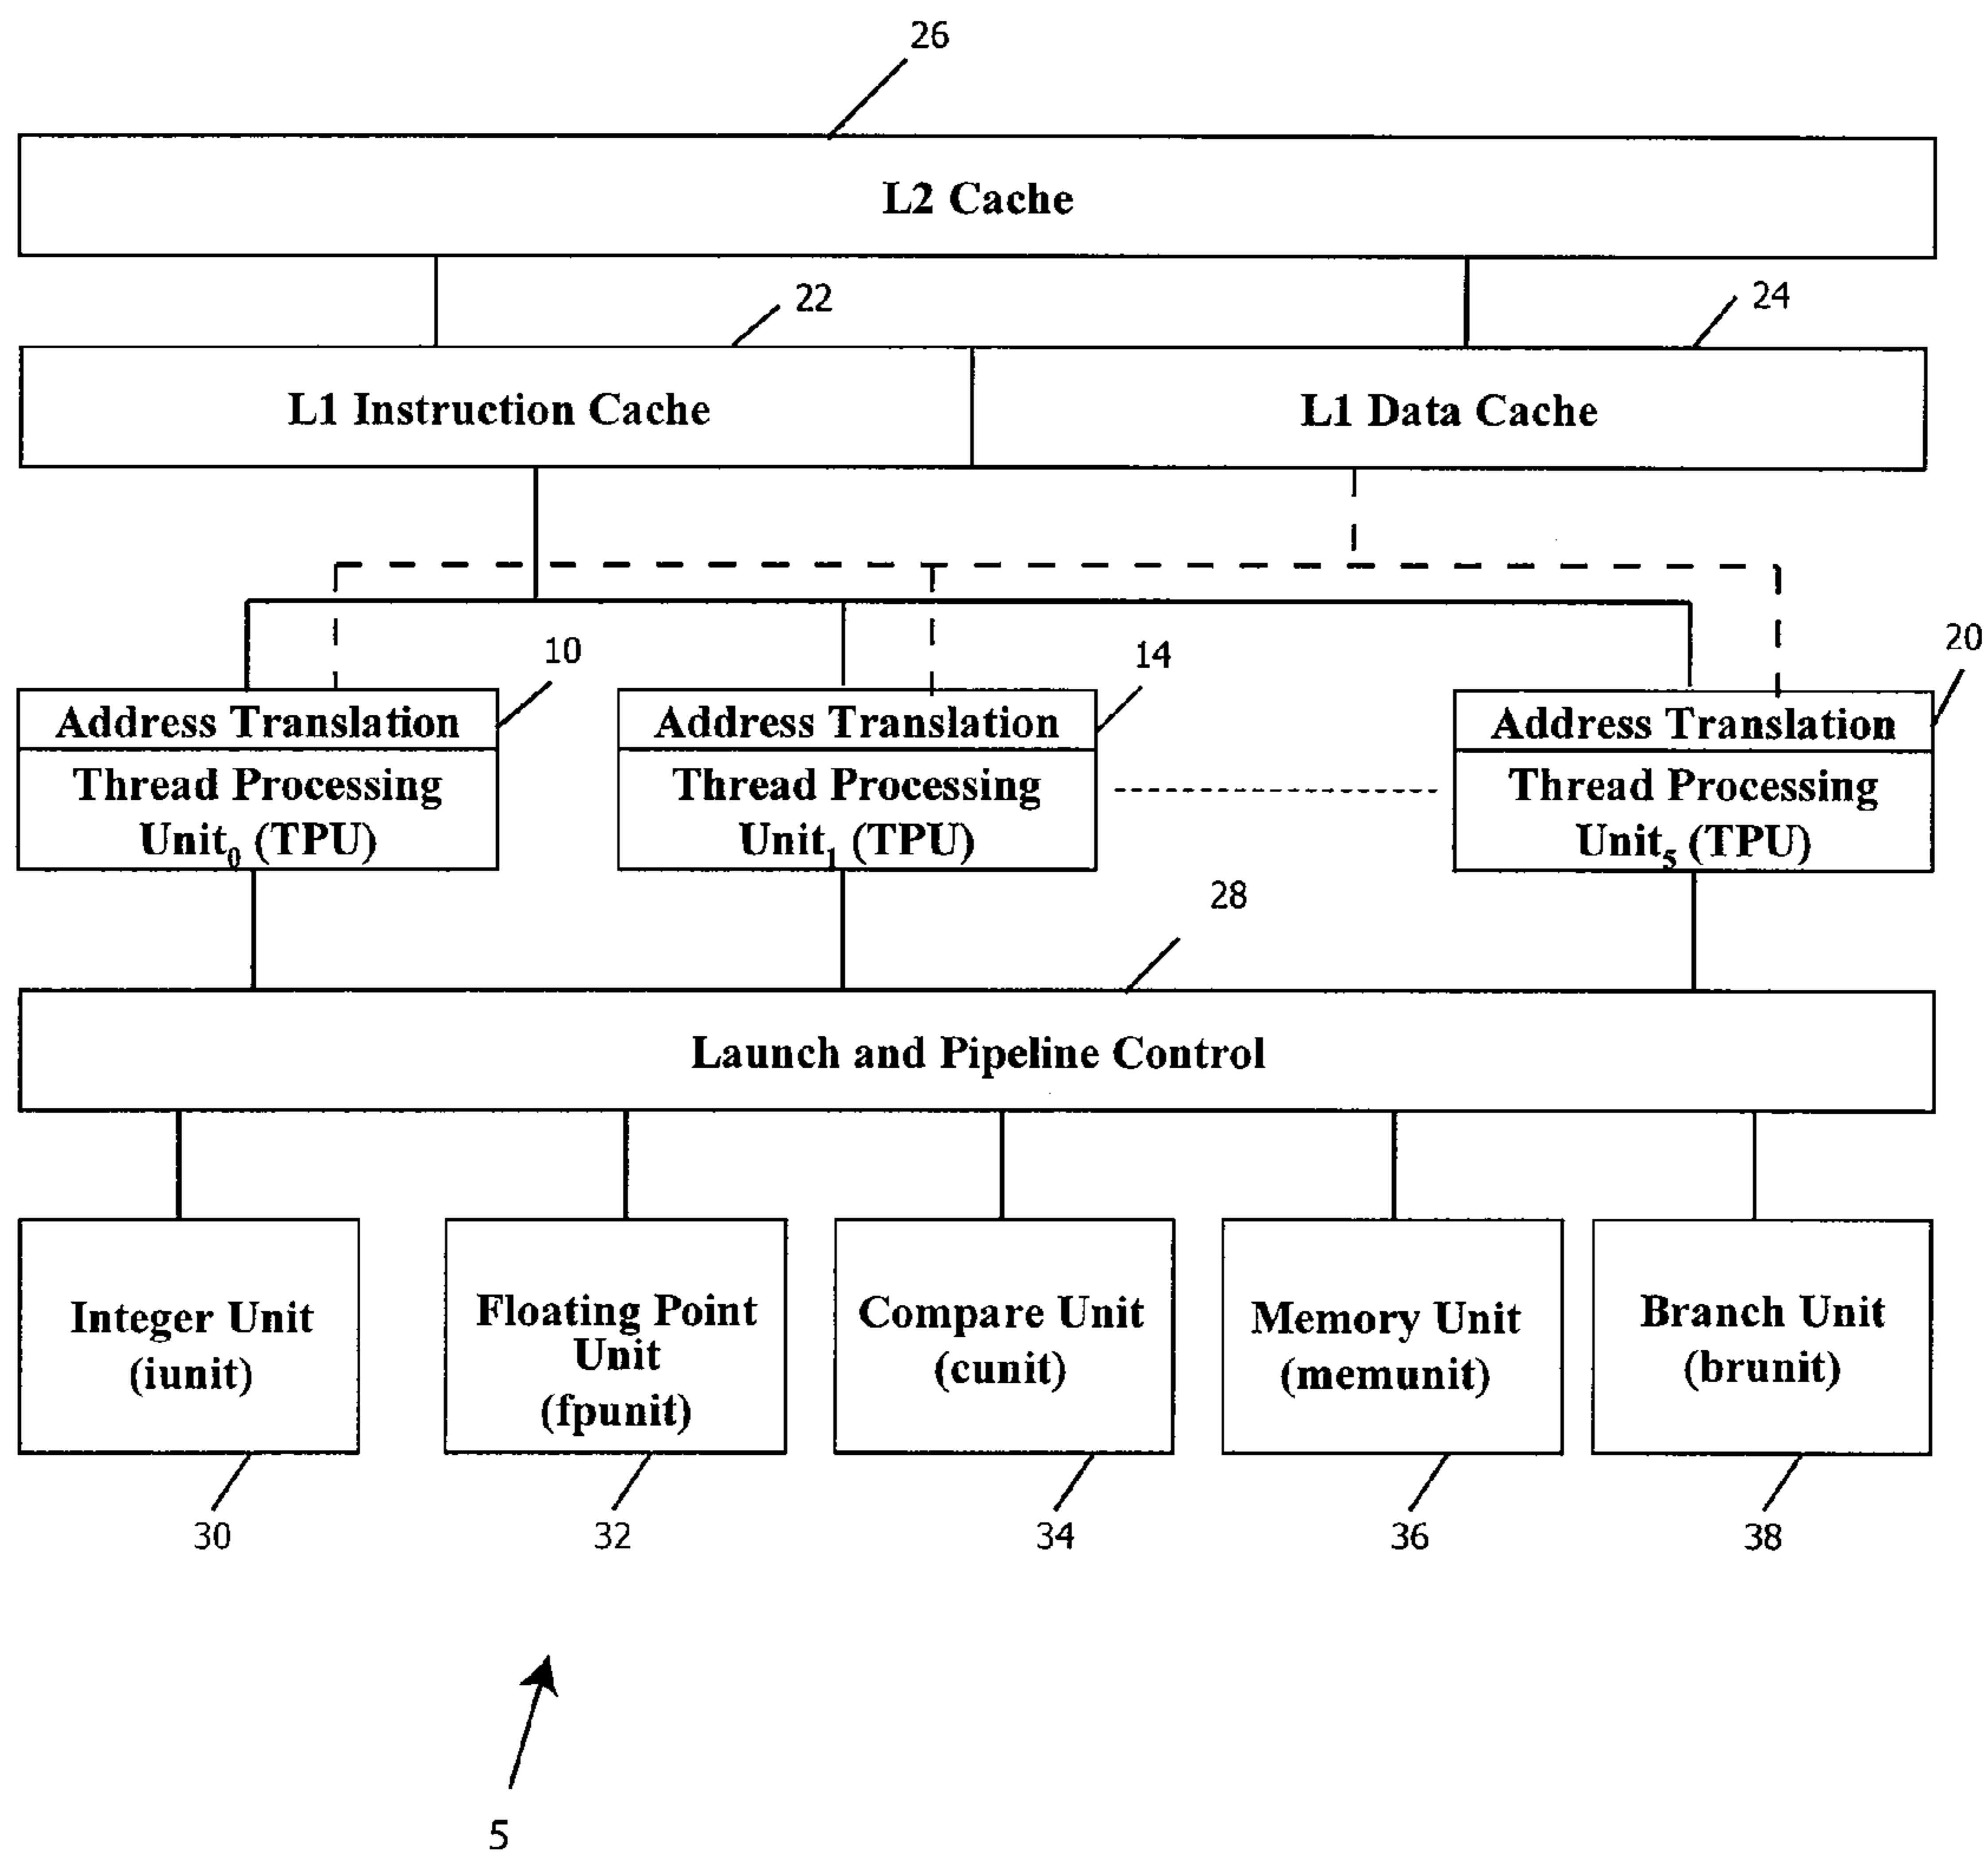 26
L2 Cache
22
24
L1 Instruction Cache
L1 Data Cache
10
14
20
Address Translation
Thread Processing
Unit0 (TPU)
Address Translation
Thread Processing
Unit1 (TPU)
Address Translation
Thread Processing
Unit5 (TPU)
28
Launch and Pipeline Control
Integer Unit
(iunit)
Floating Point
Unit
(fpunit)
Compare Unit
(cunit)
Memory Unit
(memunit)
Branch Unit
(brunit)
30
32
34
36
38
5